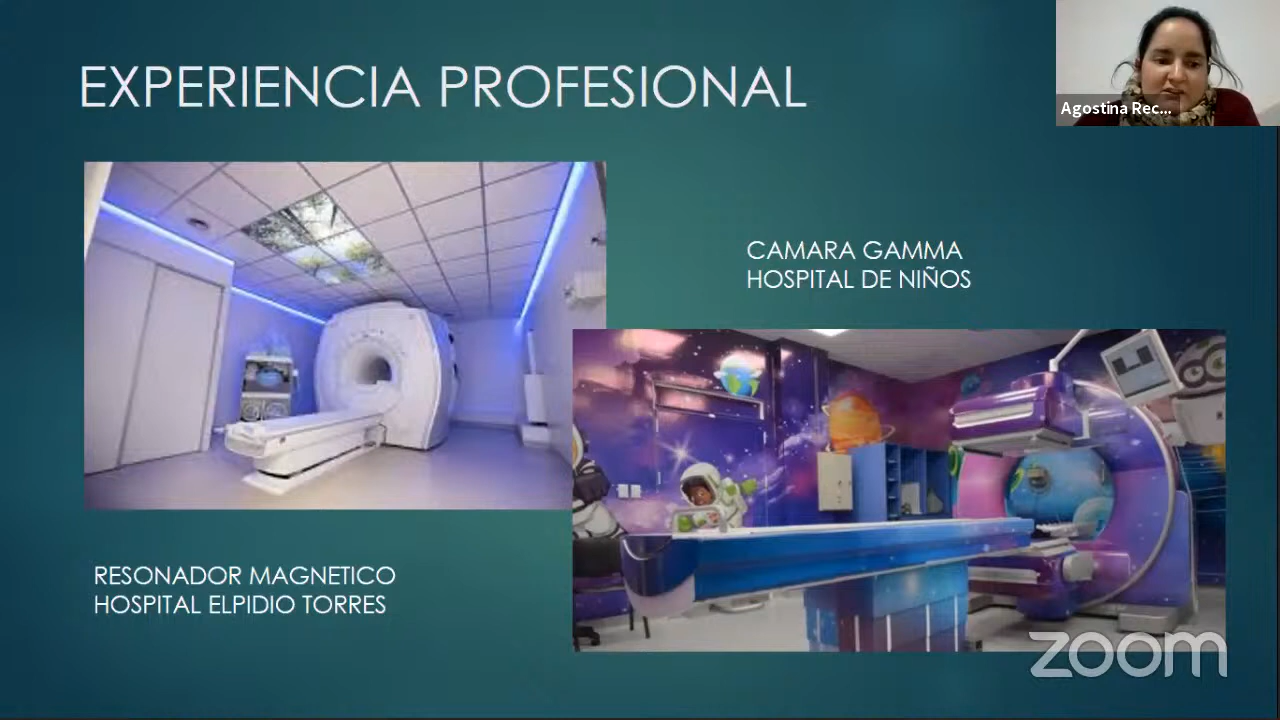 EXPERIENCIA PROFESIONAL
Agostina Rec...
CAMARA GAMMA
HOSPITAL DE NIÑOS
RESONADOR MAGNETICO
HOSPITAL ELPIDIO TORRES
zoom